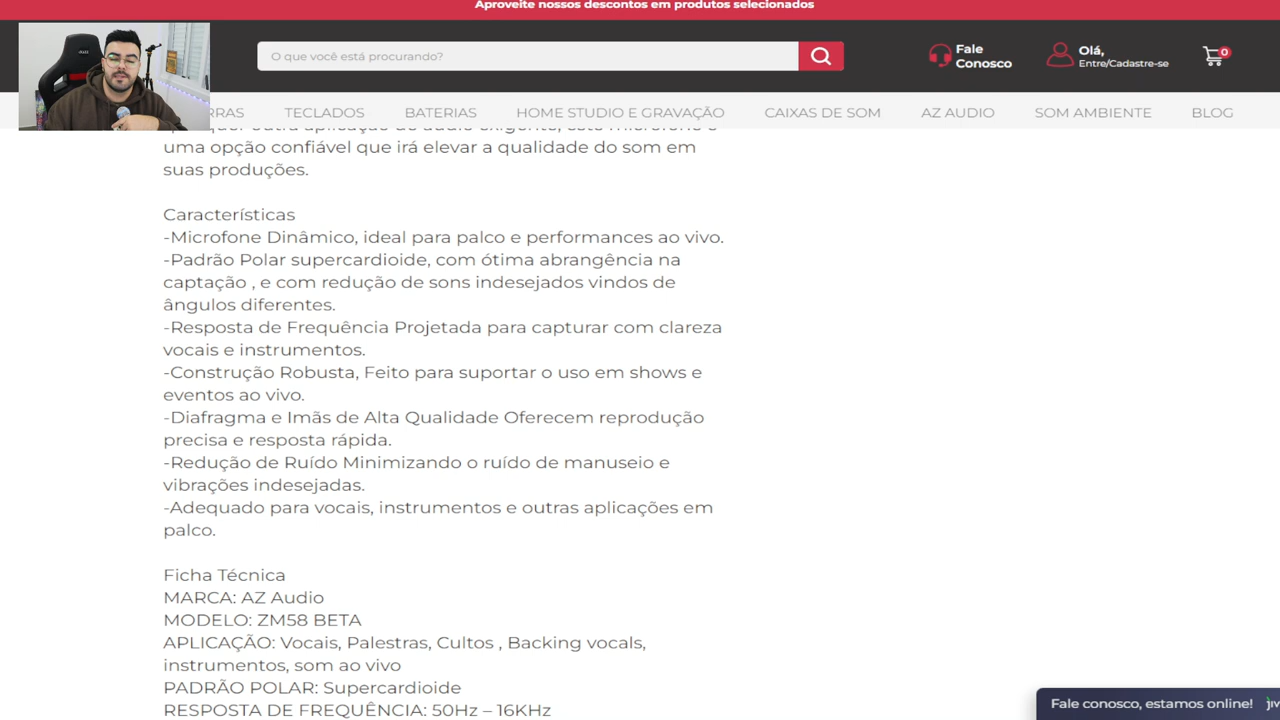 Aproveite nossos descontos em produtos selecionados
O que você está procurando?
Fale
Conosco
Olá,
Entre/Cadastre-se
0
TECLADOS
BATERIAS
HOME STUDIO E GRAVAÇÃO
CAIXAS DE SOM
AZ AUDIO
SOM AMBIENTE
BLOG
uma opção confiável que irá elevar a qualidade do som em
suas produções.
Características
-Microfone Dinâmico, ideal para palco e performances ao vivo.
-Padrão Polar supercardioide, com ótima abrangência na
captação , e com redução de sons indesejados vindos de
ângulos diferentes.
-Resposta de Frequência Projetada para capturar com clareza
vocais e instrumentos.
-Construção Robusta, Feito para suportar o uso em shows e
eventos ao vivo.
-Diafragma e Imãs de Alta Qualidade Oferecem reprodução
precisa e resposta rápida.
-Redução de Ruído Minimizando o ruído de manuseio e
vibrações indesejadas.
-Adequado para vocais, instrumentos e outras aplicações em
palco.
Ficha Técnica
MARCA: AZ Audio
MODELO: ZM58 BETA
APLICAÇÃO: Vocais, Palestras, Cultos , Backing vocals,
instrumentos, som ao vivo
PADRÃO POLAR: Supercardioide
RESPOSTA DE FREQUÊNCIA: 50Hz – 16KHz
Fale conosco, estamos online!